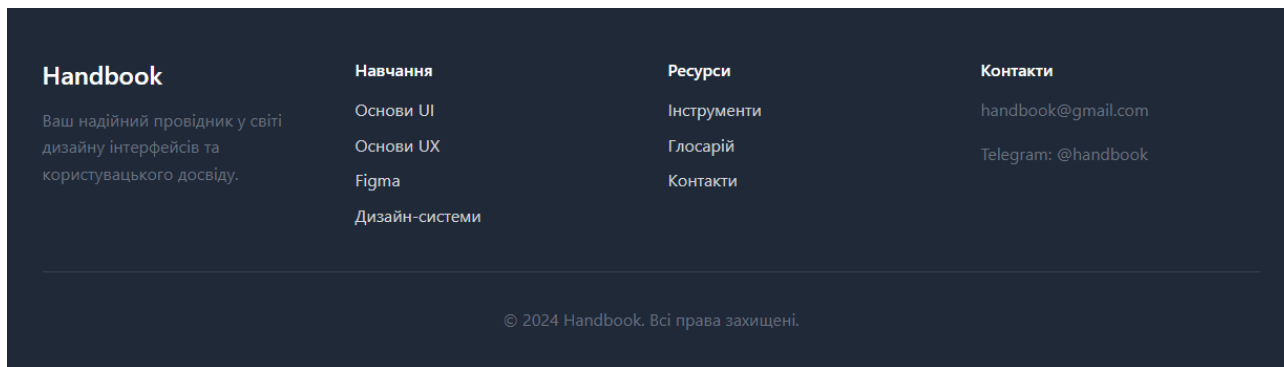 Handbook
Ваш надійний провідник у світі
дизайну інтерфейсів та
користувацького досвіду.
Навчання
Основи UI
Основи UX
Figma
Дизайн-системи
Ресурси
Інструменти
Глосарій
Контакти
Контакти
handbook@gmail.com
Telegram: @handbook
© 2024 Handbook. Всі права захищені.